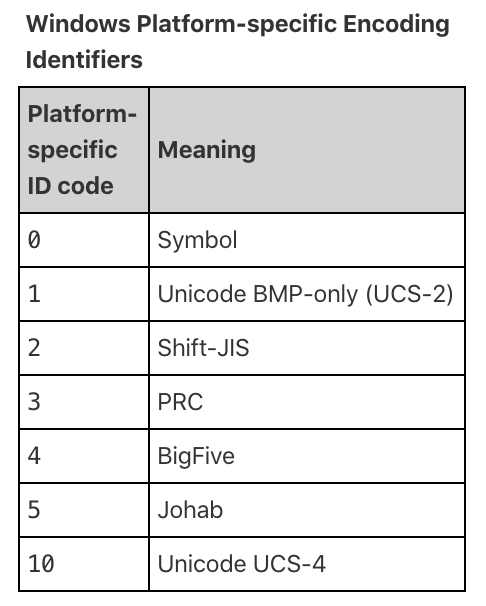 Windows Platform-specific Encoding
Identifiers
Platform-
specific
ID code
Meaning
0 Symbol
1 Unicode BMP-only (UCS-2)
2 Shift-JIS
3 PRC
4 BigFive
5 Johab
10 Unicode UCS-4